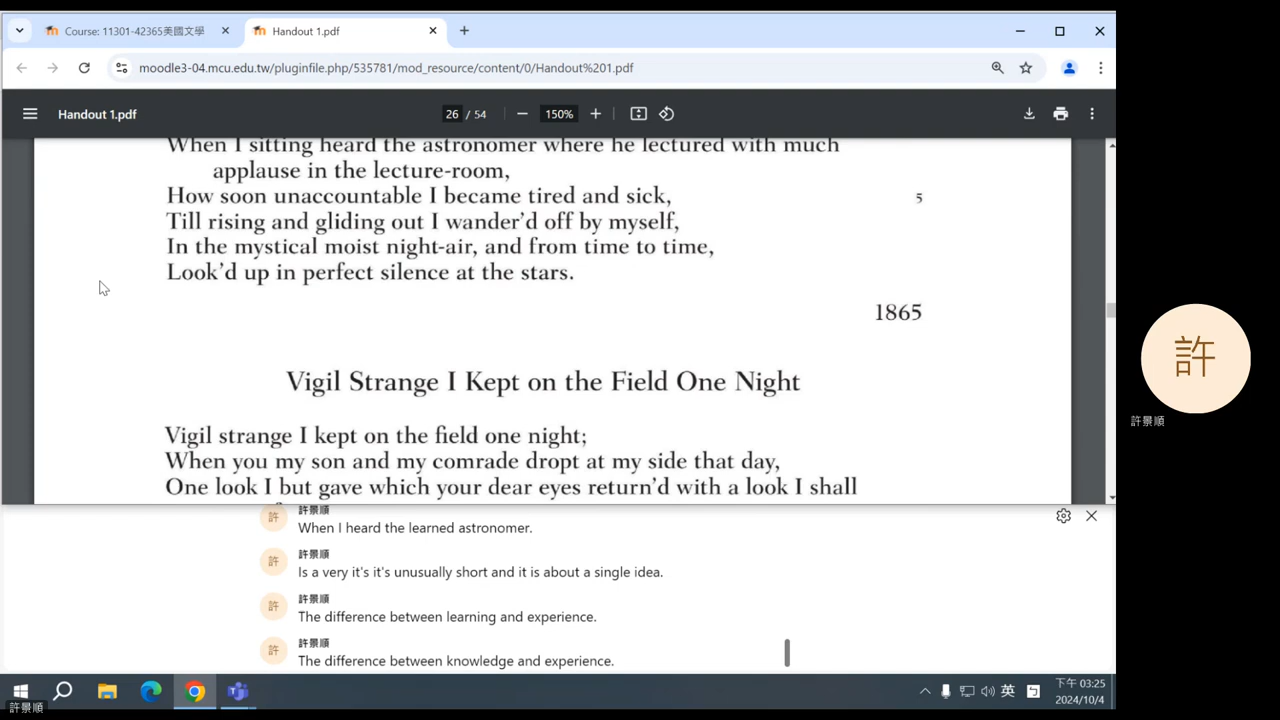 Course: 11301-42365美國文學
Handout 1.pdf
moodle3-04.mcu.edu.tw/pluginfile.php/535781/mod_resource/content/0/Handout%201.pdf
Handout 1.pdf
26 / 54
150%
When I sitting heard the astronomer where he lectured with much
applause in the lecture-room,
How soon unaccountable I became tired and sick,
5
Till rising and gliding out I wander'd off by myself,
In the mystical moist night-air, and from time to time,
Look'd up in perfect silence at the stars.
1865
Vigil Strange I Kept on the Field One Night
Vigil strange I kept on the field one night;
When you my son and my comrade dropt at my side that day,
One look I but gave which your dear eyes return'd with a look I shall
許
許景順
When I heard the learned astronomer.
許
許景順
Is a very it's it's unusually short and it is about a single idea.
許
許景順
The difference between learning and experience.
許
許景順
The difference between knowledge and experience.
許
許景順
英
下午 03:25
2024/10/4
許景順